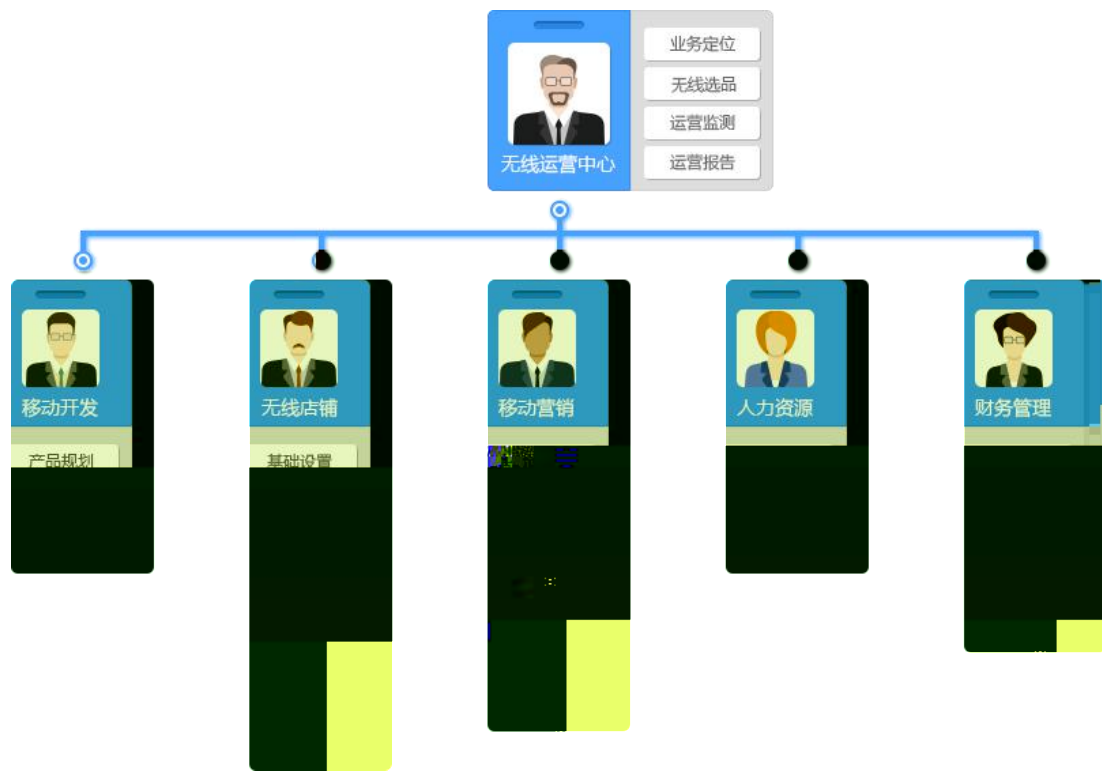 业务定位
无线选品
运营监测
运营报告
无线运营中心
移动开发
无线店铺
移动营销
人力资源
财务管理
产品规划
基础设置